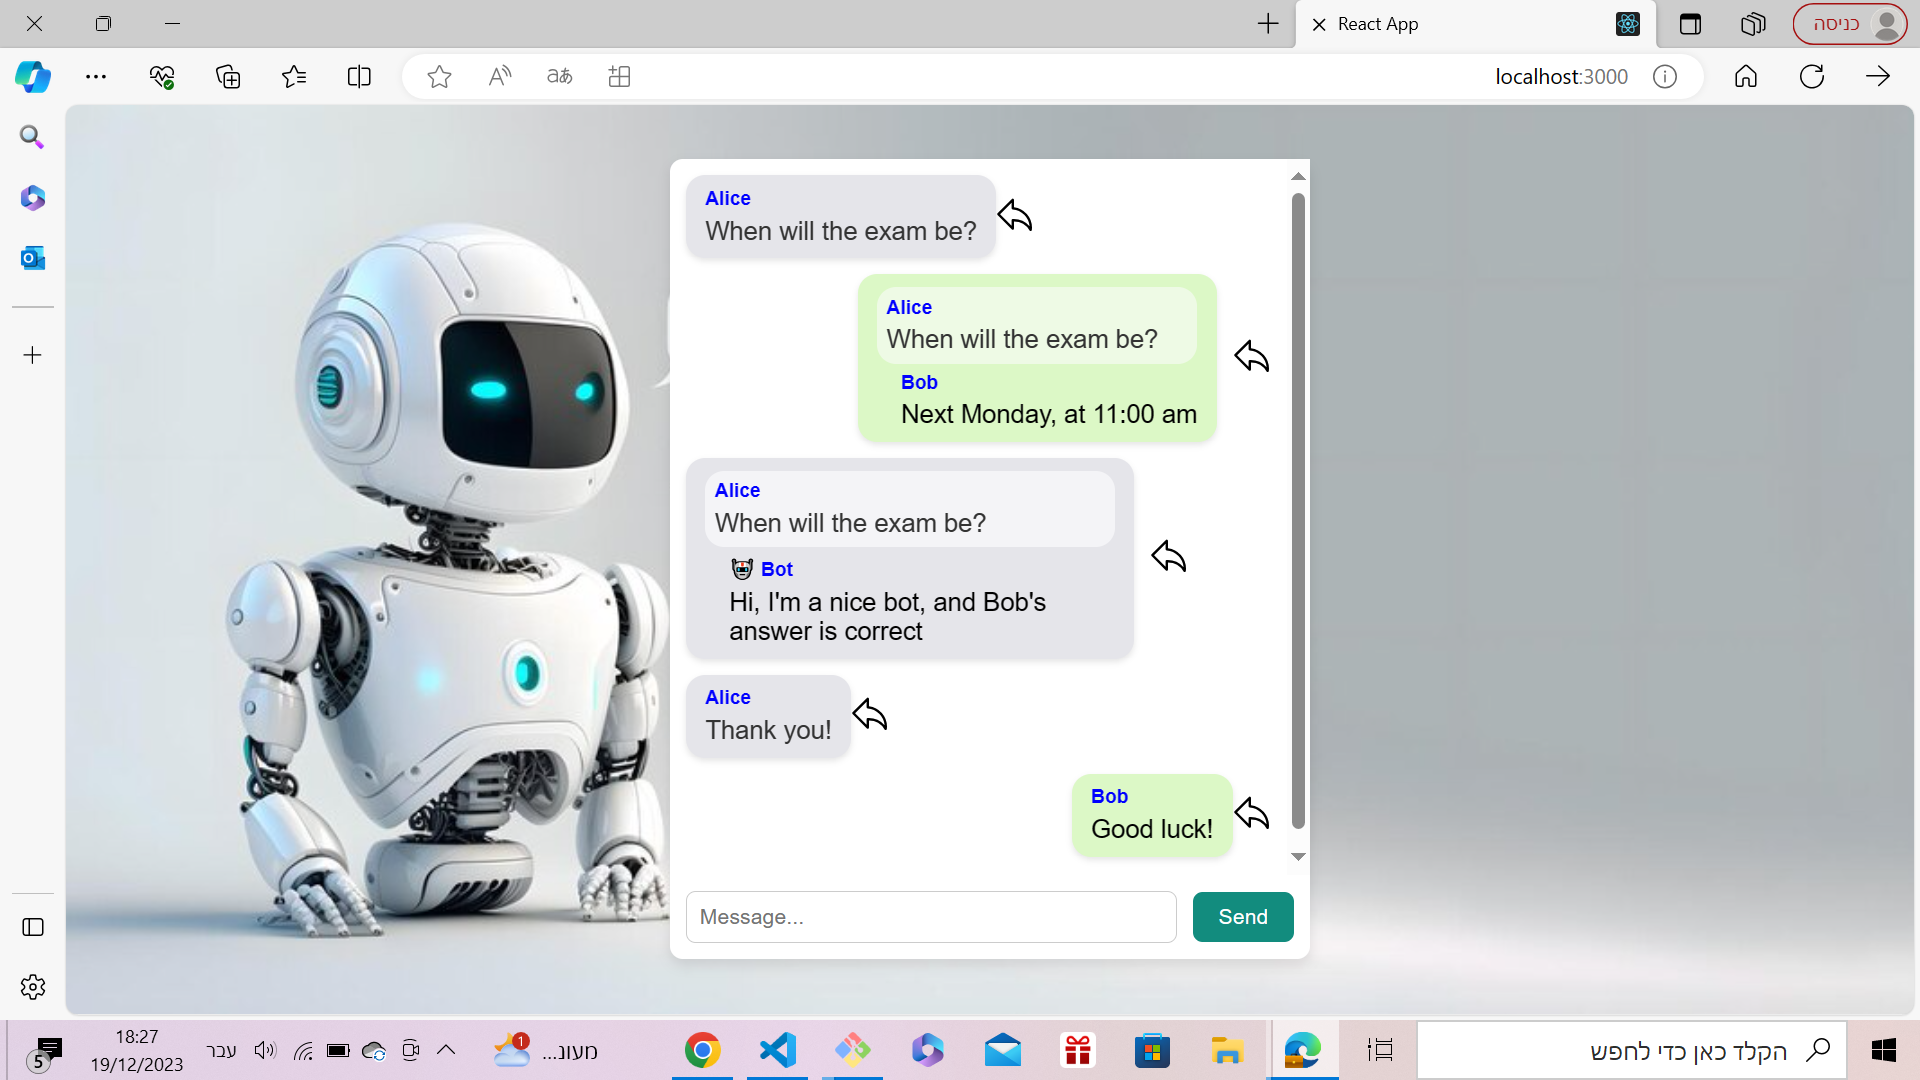 React App
כניסה
localhost:3000
aあ
Alice
When will the exam be?
Alice
When will the exam be?
Bob
Next Monday, at 11:00 am
Alice
When will the exam be?
Bot
Hi, I'm a nice bot, and Bob's
answer is correct
Alice
Thank you!
Bob
Good luck!
Message...
Send
5
18:27
19/12/2023
עבר
1
מעונ...
הקלד כאן כדי לחפש